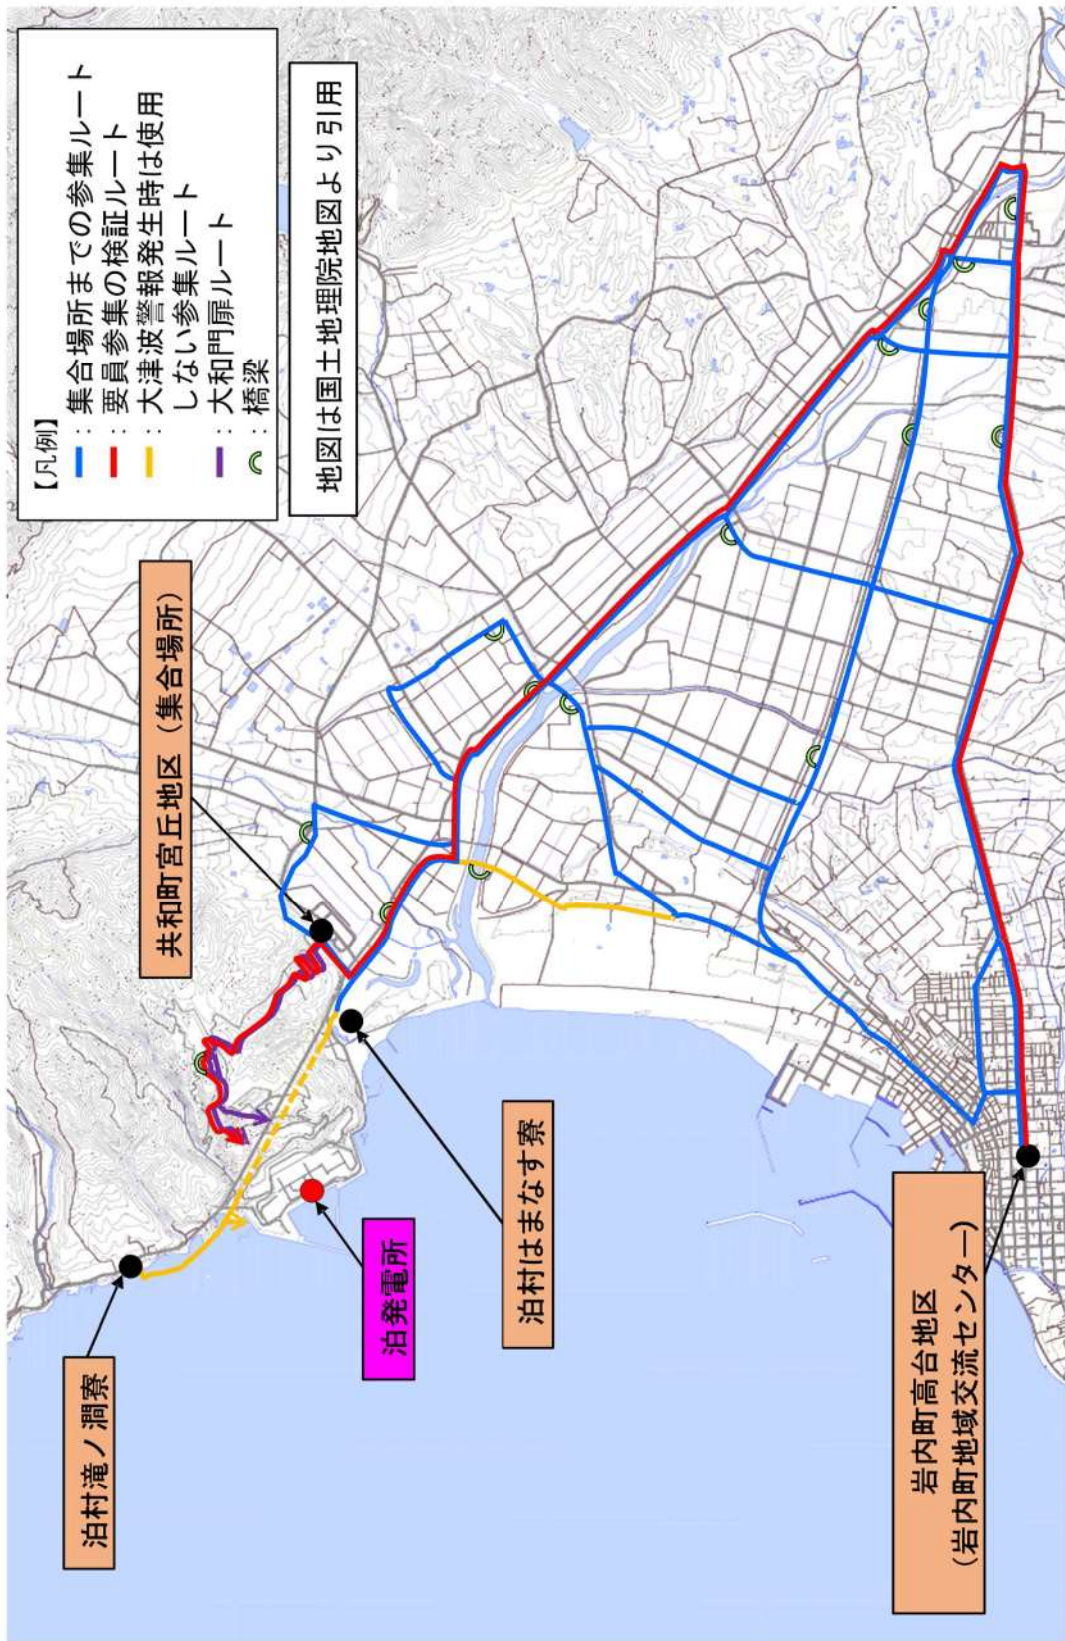 【凡例】
：集合場所までの参集ルート
：要員参集の検証ルート
：大津波警報発生時は使用
しない参集ルート
：大和門扉ルート
：橋梁
地図は国土地理院地図より引用
共和町宮丘地区（集合場所）
泊村滝ノ澗寮
泊発電所
泊村はまなす寮
岩内町高台地区
（岩内町地域交流センター）